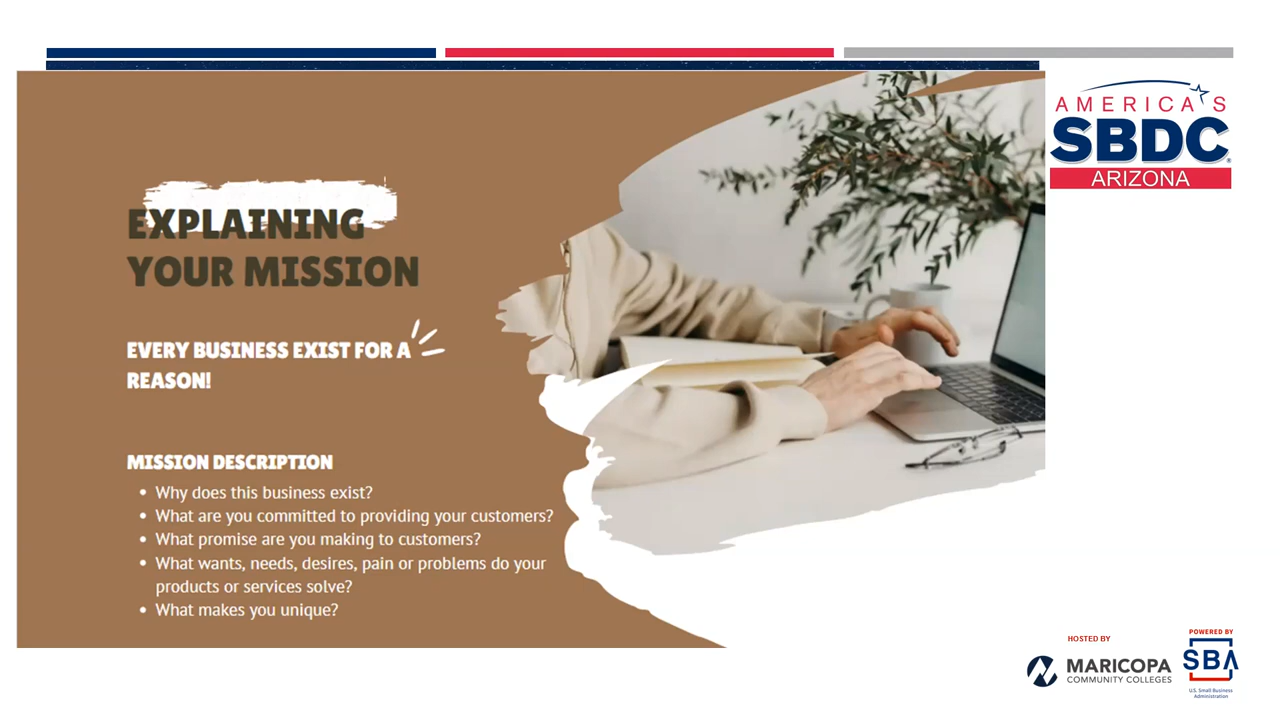 EXPLAINING
YOUR MISSION
EVERY BUSINESS EXIST FOR A
REASON!
MISSION DESCRIPTION
• Why does this business exist?
• What are you committed to providing your customers?
• What promise are you making to customers?
• What wants, needs, desires, pain or problems do your
products or services solve?
• What makes you unique?
AMERICA'S
SBDC
ARIZONA
HOSTED BY
MARICOPA
COMMUNITY COLLEGES
POWERED BY
SBA
U.S. Small Business
Administration